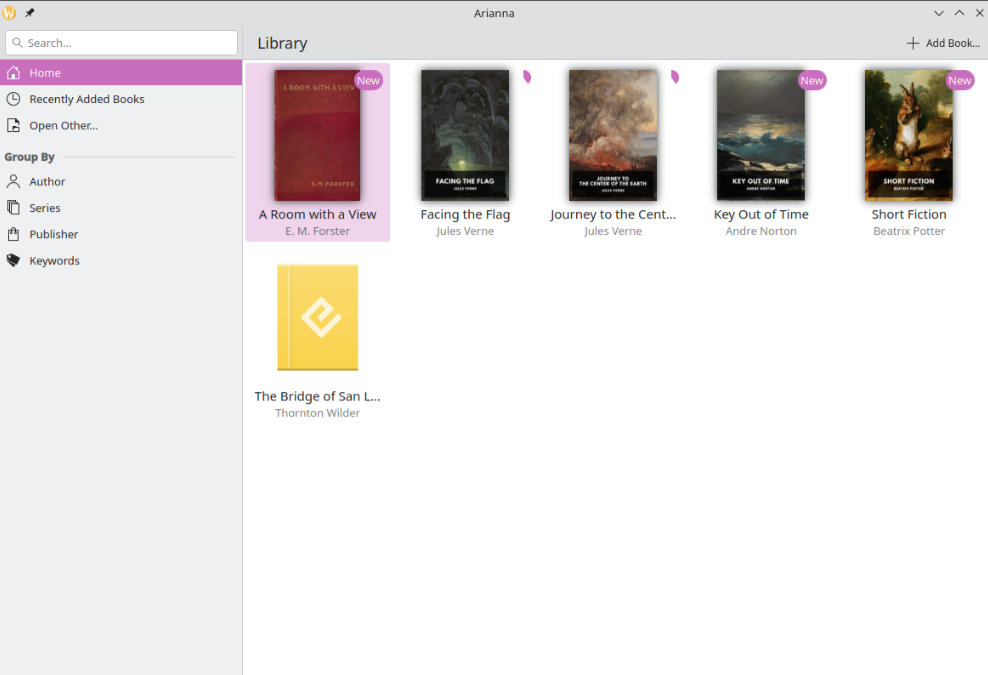 W
Arianna
Search...
Library
Add Book...
Home
Recently Added Books
Open Other...
Group By
Author
Series
Publisher
Keywords
A ROOM WITH A VIEW
E.M. FORSTER
New
A Room with a View
E. M. Forster
FACING THE FLAG
JULES VERNE
Facing the Flag
Jules Verne
JOURNEY TO
THE CENTER OF THE EARTH
JULES VERNE
Journey to the Cent...
Jules Verne
New
KEY OUT OF TIME
ANDRE NORTON
Key Out of Time
Andre Norton
New
SHORT FICTION
BEATRIX POTTER
Short Fiction
Beatrix Potter
The Bridge of San L...
Thornton Wilder